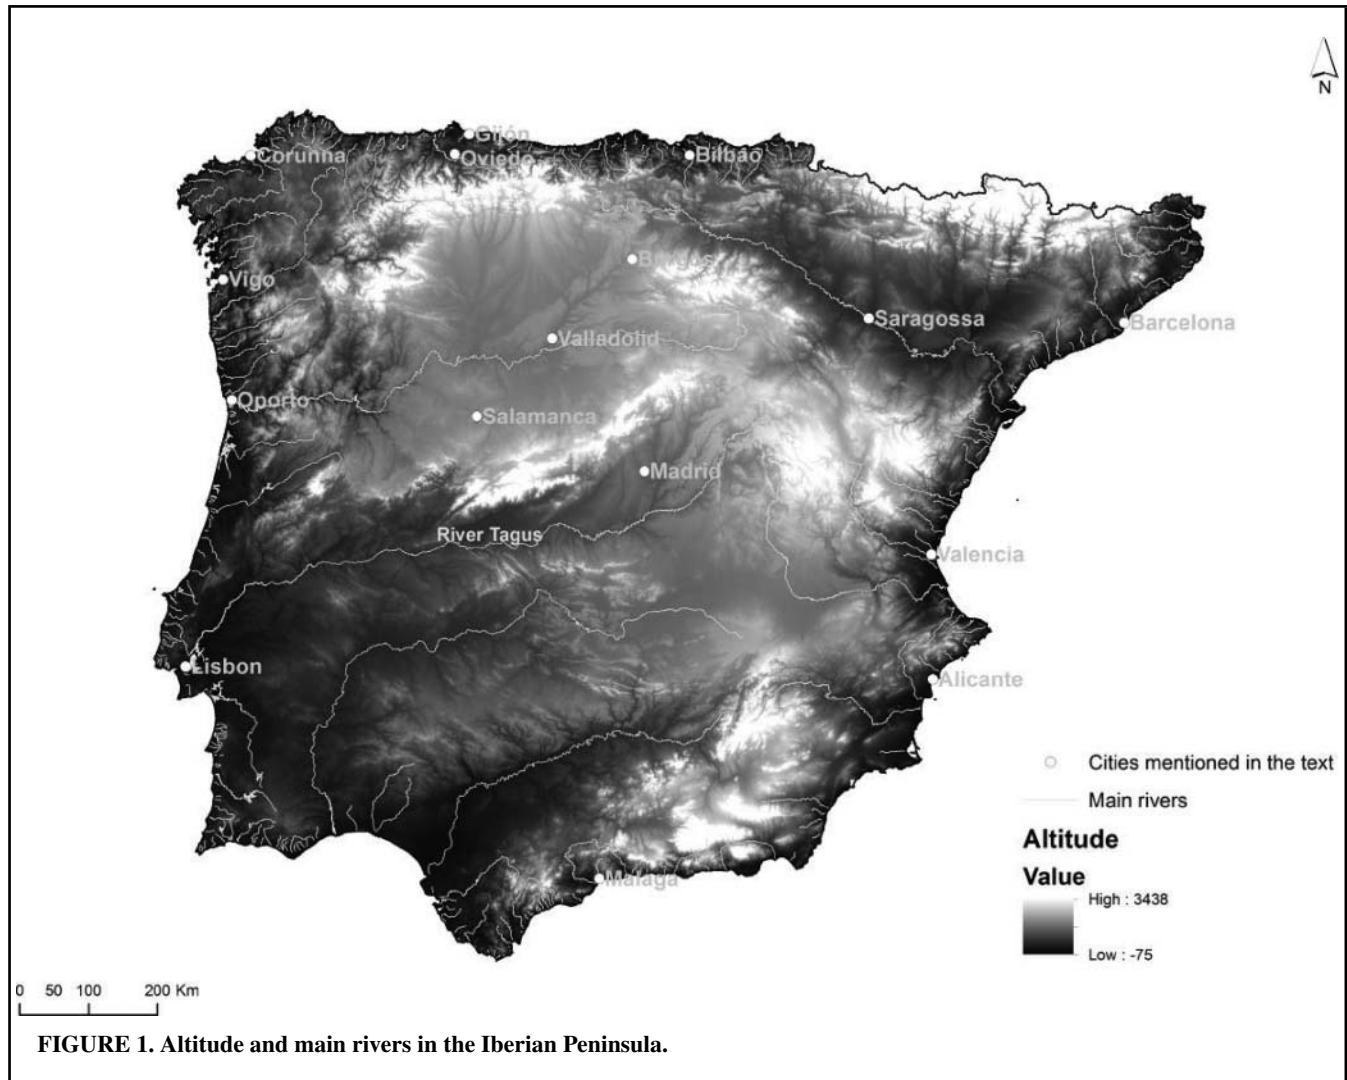 N
Gijón
Corunna
Oviedo
Bilbao
Vigo
Burgos
Saragossa
Barcelona
Valladolid
Oporto
Salamanca
Madrid
River Tagus
Valencia
Lisbon
Alicante
Cities mentioned in the text
Main rivers
Altitude
Value
High : 3438
Low : -75
Malaga
0 50 100 200 Km
FIGURE 1. Altitude and main rivers in the Iberian Peninsula.